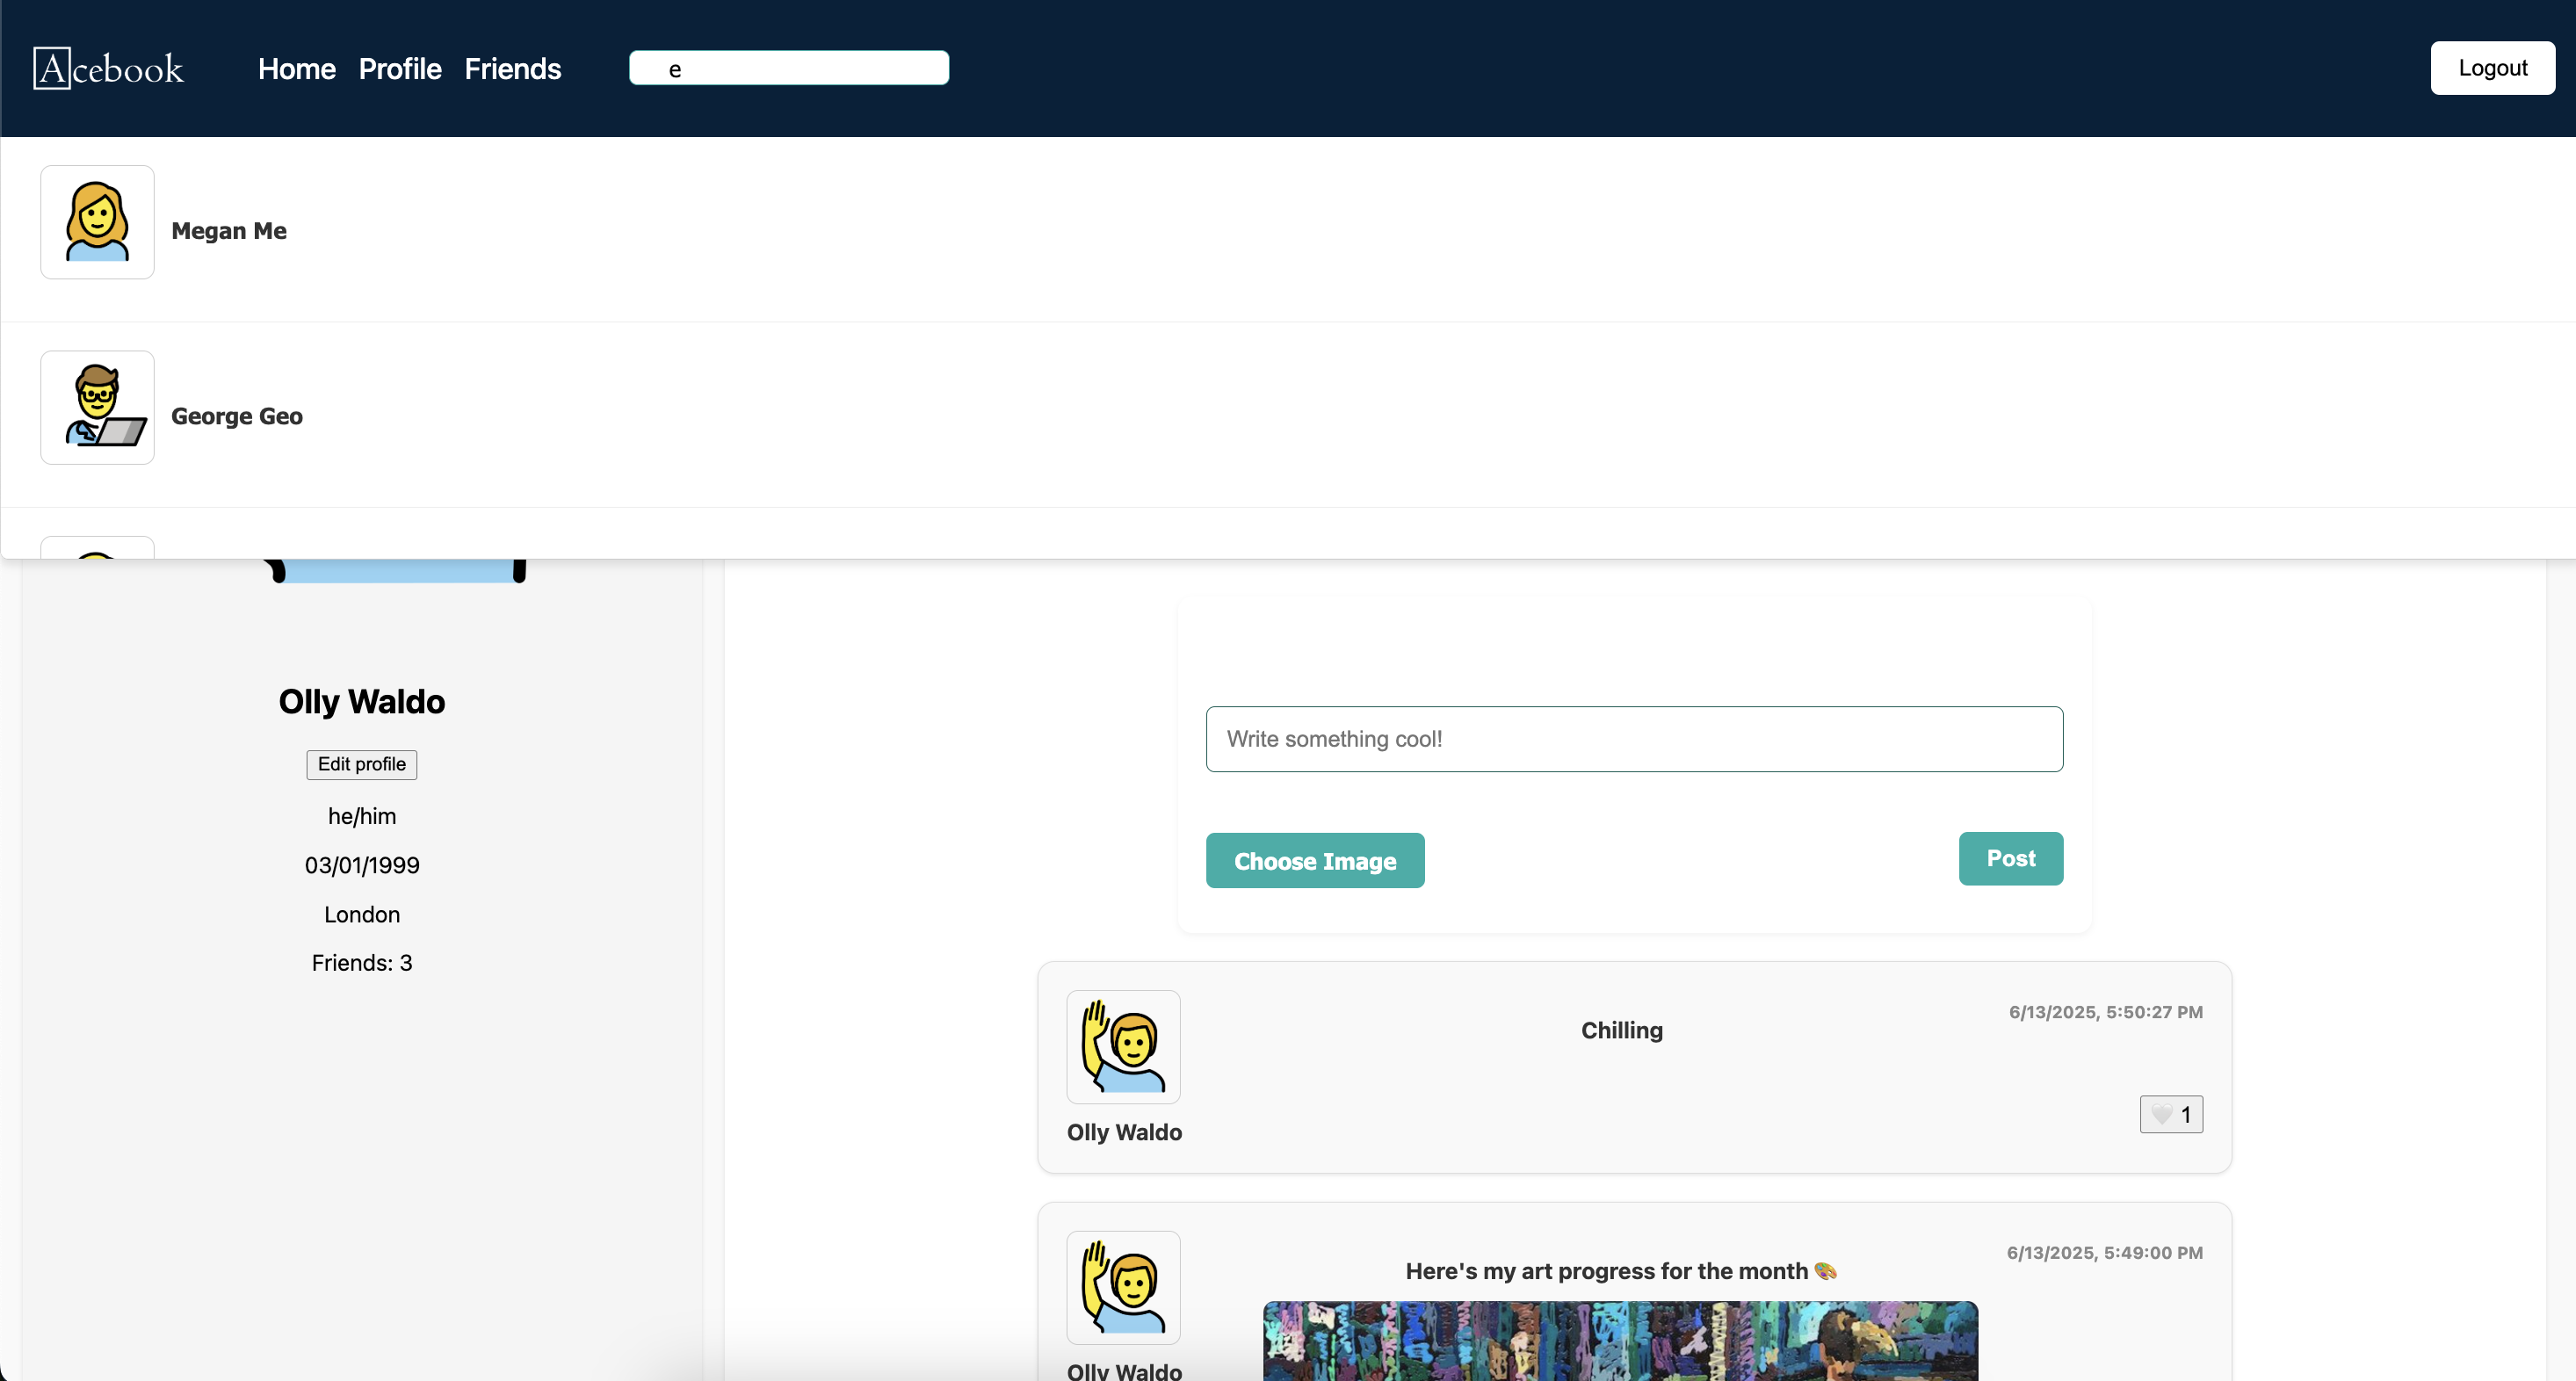 Acebook
Home Profile Friends
e
Logout
Megan Me
George Geo
Olly Waldo
Edit profile
he/him
03/01/1999
London
Friends: 3
Write something cool!
Choose Image
Post
6/13/2025, 5:50:27 PM
Chilling
🤍 1
Olly Waldo
6/13/2025, 5:49:00 PM
Here's my art progress for the month 🎨
Olly Waldo